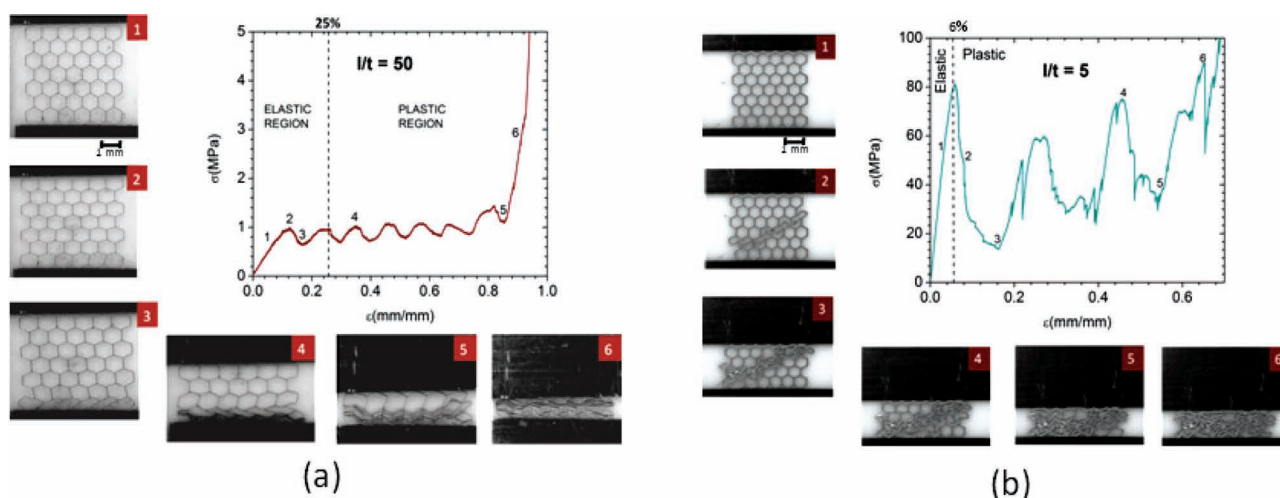 1
1 mm
2
3
25%
5
4
3
2
1
0
σ(MPa)
l/t = 50
ELASTIC
REGION
PLASTIC
REGION
1
2
3
4
5
6
0.0 0.2 0.4 0.6 0.8 1.0
ε(mm/mm)
4
5
6
(a)
1
1 mm
2
3
6%
100
80
60
40
20
0
σ(MPa)
Elastic
Plastic
l/t = 5
1
2
3
4
5
6
0.0 0.2 0.4 0.6
ε(mm/mm)
4
5
6
(b)